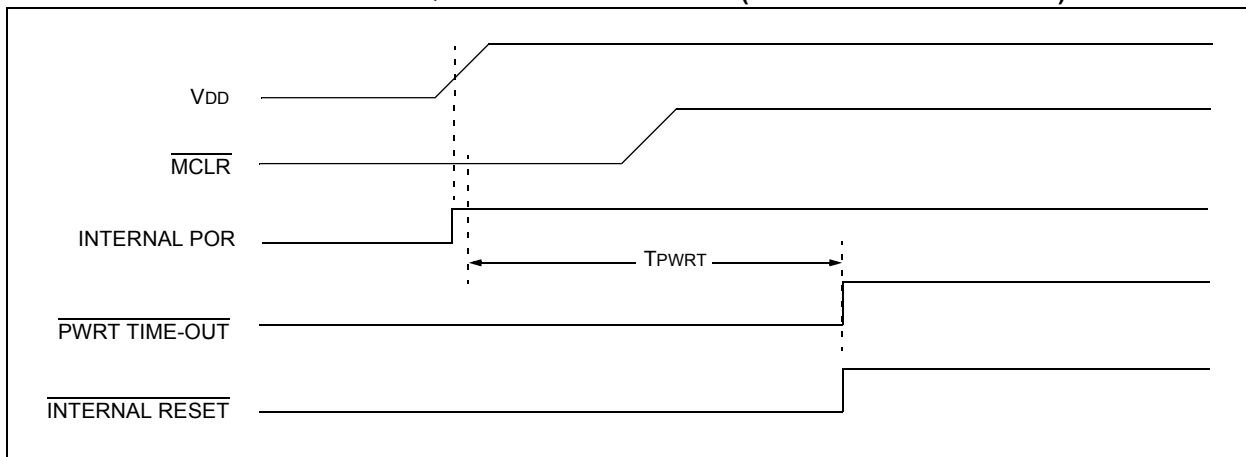 VDD
MCLR
INTERNAL POR
TPWRT
PWRT TIME-OUT
INTERNAL RESET